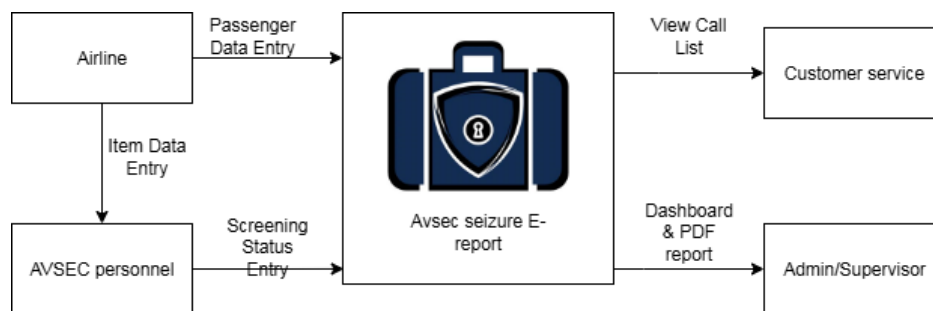 Airline
Passenger
Data Entry
View Call
List
Customer service
Item Data
Entry
Avsec seizure E-
report
AVSEC personnel
Screening
Status
Entry
Dashboard
& PDF
report
Admin/Supervisor